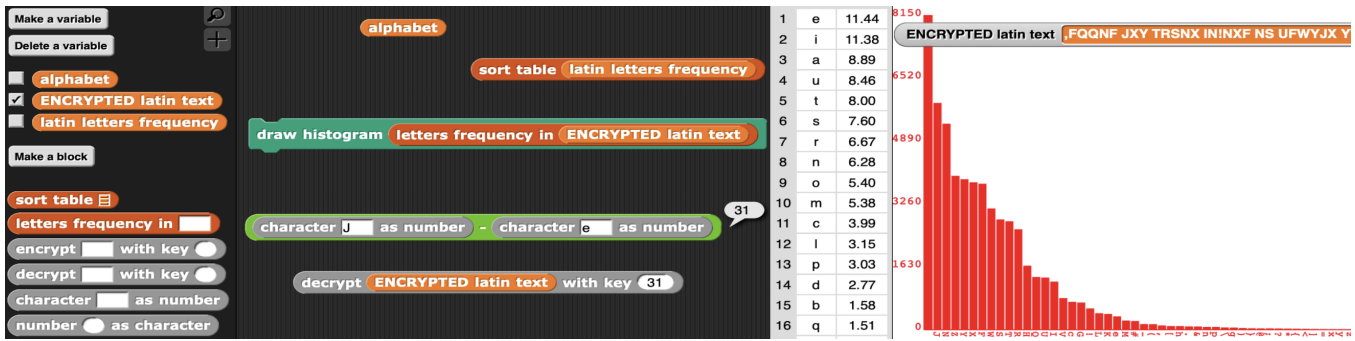 Make a variable
Delete a variable
alphabet
ENCRYPTED latin text
latin letters frequency
Make a block
sort table
letters frequency in
encrypt with key
decrypt with key
character as number
number as character
alphabet
sort table latin letters frequency
draw histogram letters frequency in ENCRYPTED latin text
character J as number - character e as number
31
decrypt ENCRYPTED latin text with key 31
1 e 11.44
2 i 11.38
3 a 8.89
4 u 8.46
5 t 8.00
6 s 7.60
7 r 6.67
8 n 6.28
9 o 5.40
10 m 5.38
11 c 3.99
12 l 3.15
13 p 3.03
14 d 2.77
15 b 1.58
16 q 1.51
8150
ENCRYPTED latin text ,FQQNF JXY TRSNX IN!NXF NS UFWYJX Y
6520
4890
3260
1630
0